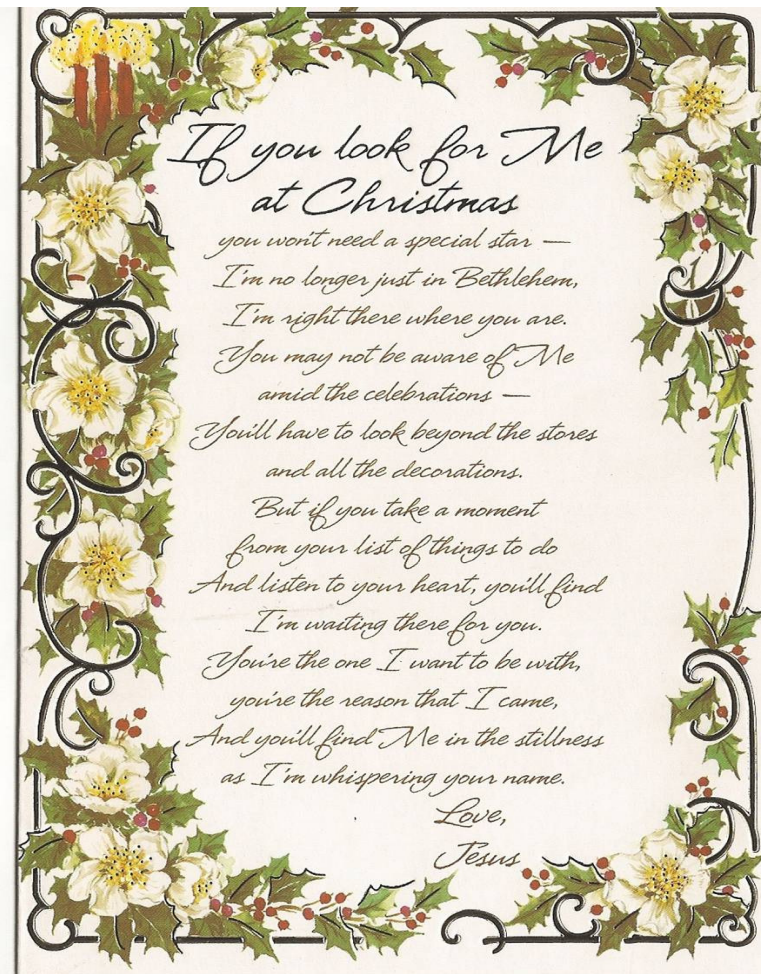 If you look for Me
at Christmas
you won't need a special star —
I'm no longer just in Bethlehem,
I'm right there where you are.
You may not be aware of Me
amid the celebrations —
You'll have to look beyond the stores
and all the decorations.
But if you take a moment
from your list of things to do
And listen to your heart, you'll find
I'm waiting there for you.
You're the one I want to be with,
you're the reason that I came,
And you'll find Me in the stillness
as I'm whispering your name.
Love,
Jesus